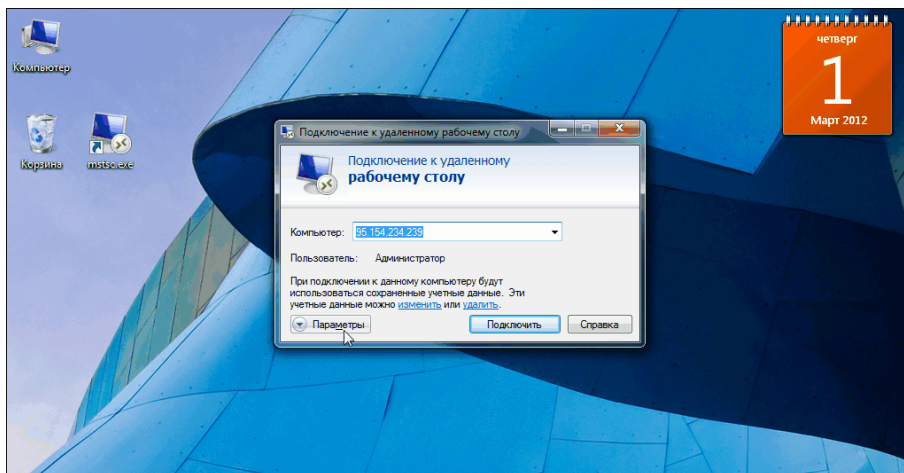 Компьютер
Корзина
mstsc.exe
четверг
1
Март 2012
Подключение к удаленному рабочему столу
Подключение к удаленному
рабочему столу
Компьютер: 95.154.234.239
Пользователь: Администратор
При подключении к данному компьютеру будут
использоваться сохраненные учетные данные. Эти
учетные данные можно изменить или удалить.
Параметры
Подключить
Справка